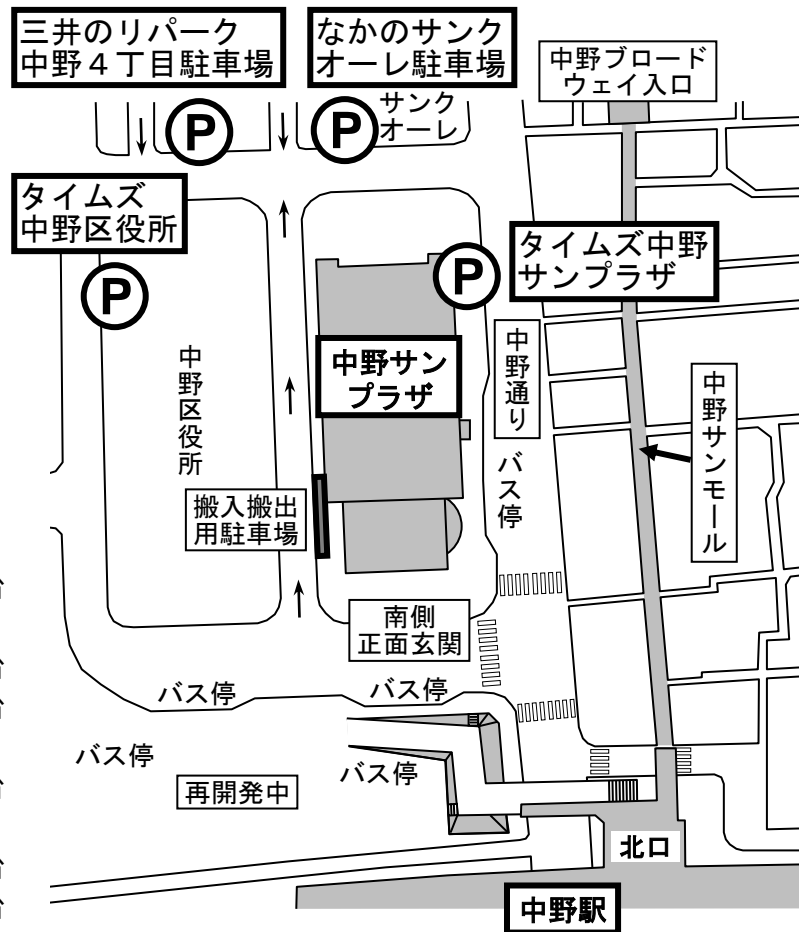 三井のリパーク
中野４丁目駐車場
なかのサンク
オーレ駐車場
中野ブロード
ウェイ入口
サンク
オーレ
P
P
タイムズ
中野区役所
P
P
タイムズ中野
サンプラザ
中野サン
プラザ
中野通り
中野区役所
中野サンモール
バス停
搬入搬出
用駐車場
南側
正面玄関
バス停
バス停
バス停
バス停
再開発中
北口
中野駅